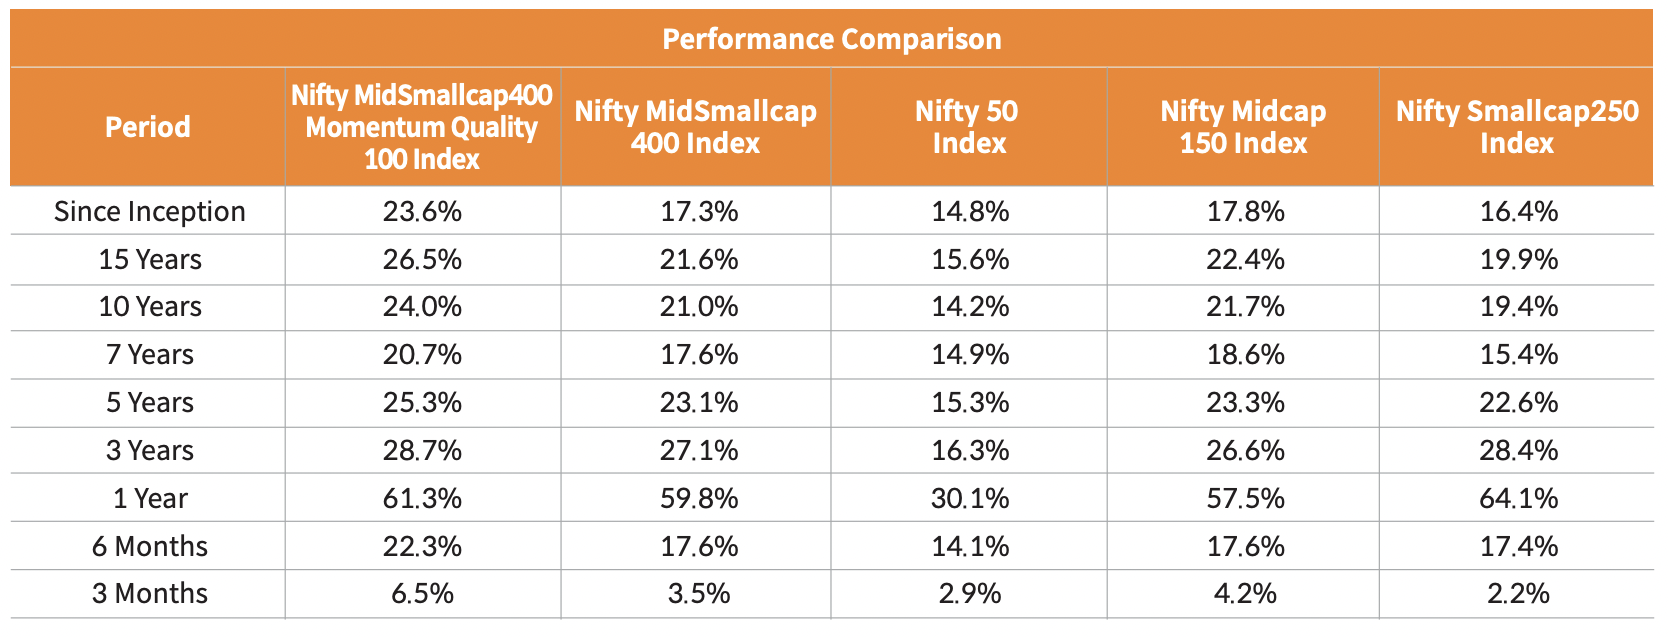 Performance Comparison
Period
Nifty MidSmallcap400
Momentum Quality
100 Index
Nifty MidSmallcap
400 Index
Nifty 50
Index
Nifty Midcap
150 Index
Nifty Smallcap250
Index
Since Inception 23.6% 17.3% 14.8% 17.8% 16.4%
15 Years 26.5% 21.6% 15.6% 22.4% 19.9%
10 Years 24.0% 21.0% 14.2% 21.7% 19.4%
7 Years 20.7% 17.6% 14.9% 18.6% 15.4%
5 Years 25.3% 23.1% 15.3% 23.3% 22.6%
3 Years 28.7% 27.1% 16.3% 26.6% 28.4%
1 Year 61.3% 59.8% 30.1% 57.5% 64.1%
6 Months 22.3% 17.6% 14.1% 17.6% 17.4%
3 Months 6.5% 3.5% 2.9% 4.2% 2.2%